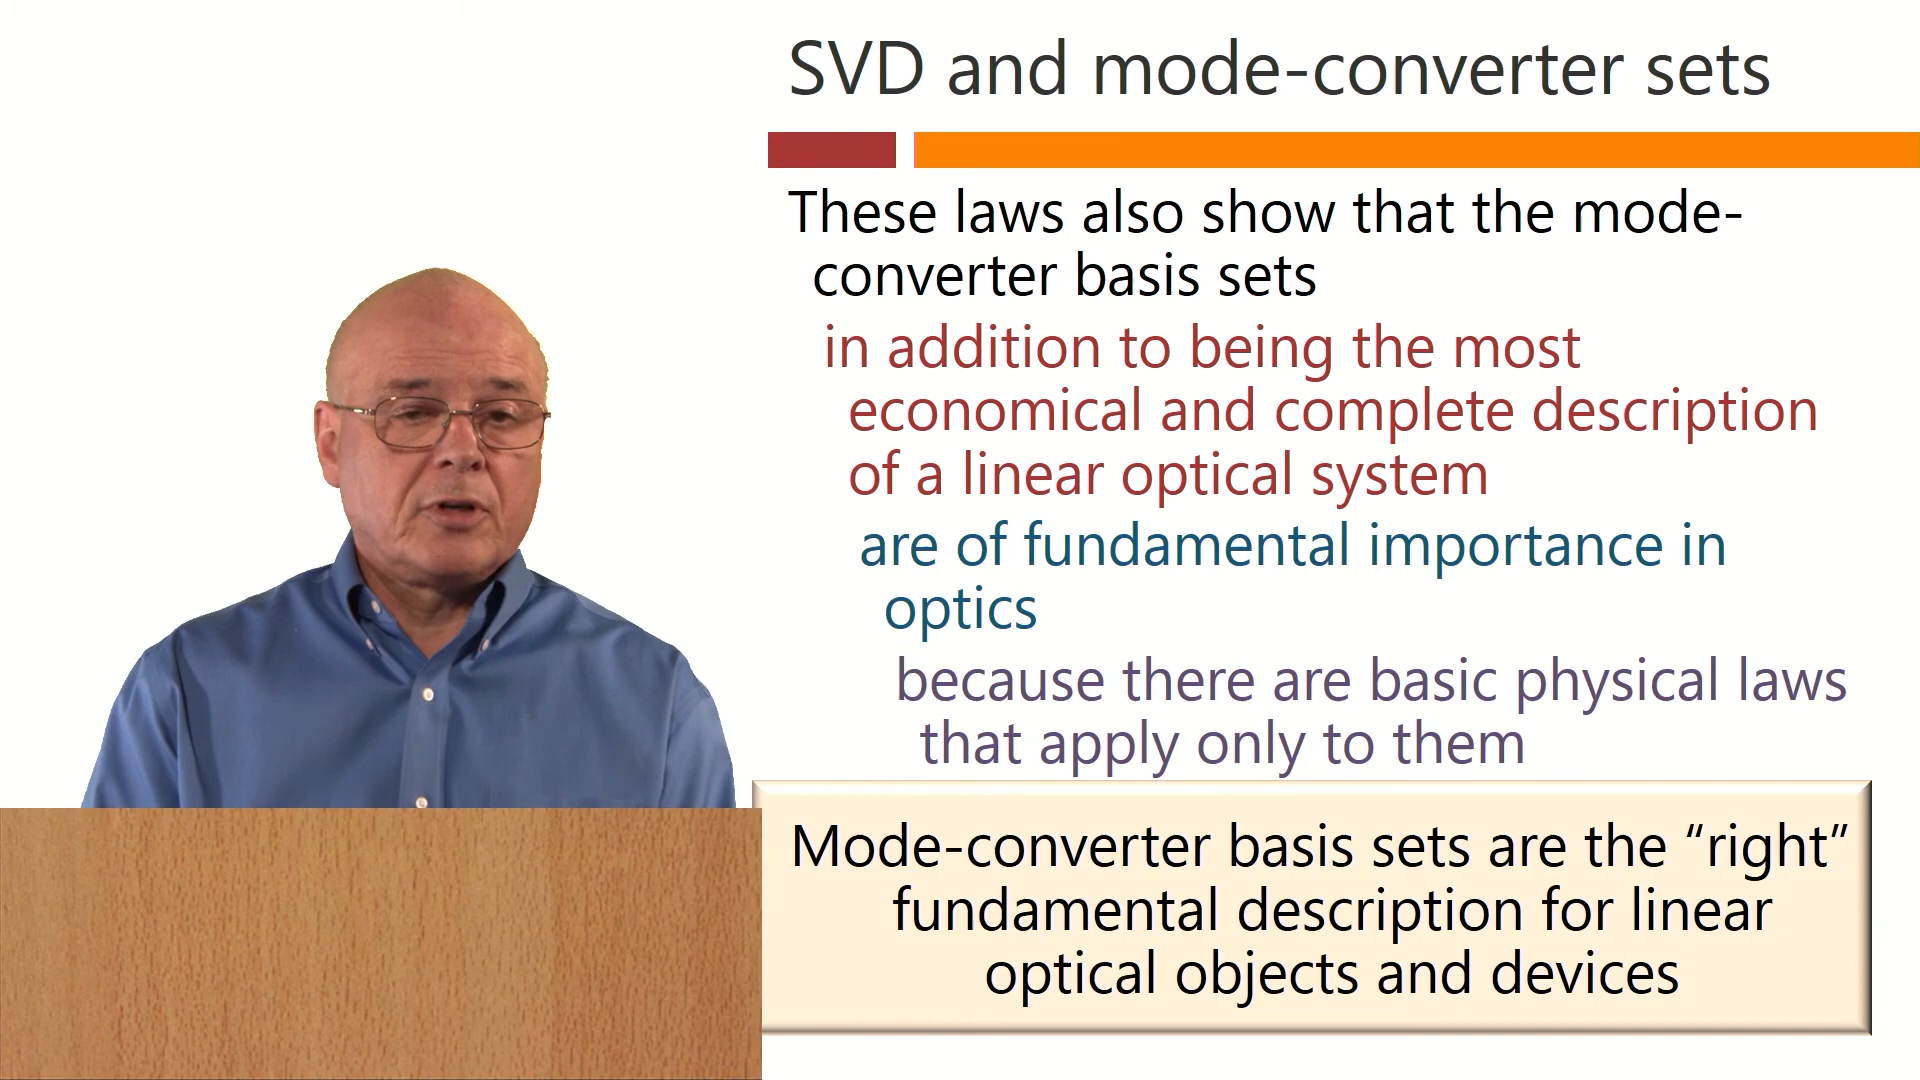 SVD and mode-converter sets
These laws also show that the mode-
converter basis sets
in addition to being the most
economical and complete description
of a linear optical system
are of fundamental importance in
optics
because there are basic physical laws
that apply only to them
Mode-converter basis sets are the “right”
fundamental description for linear
optical objects and devices